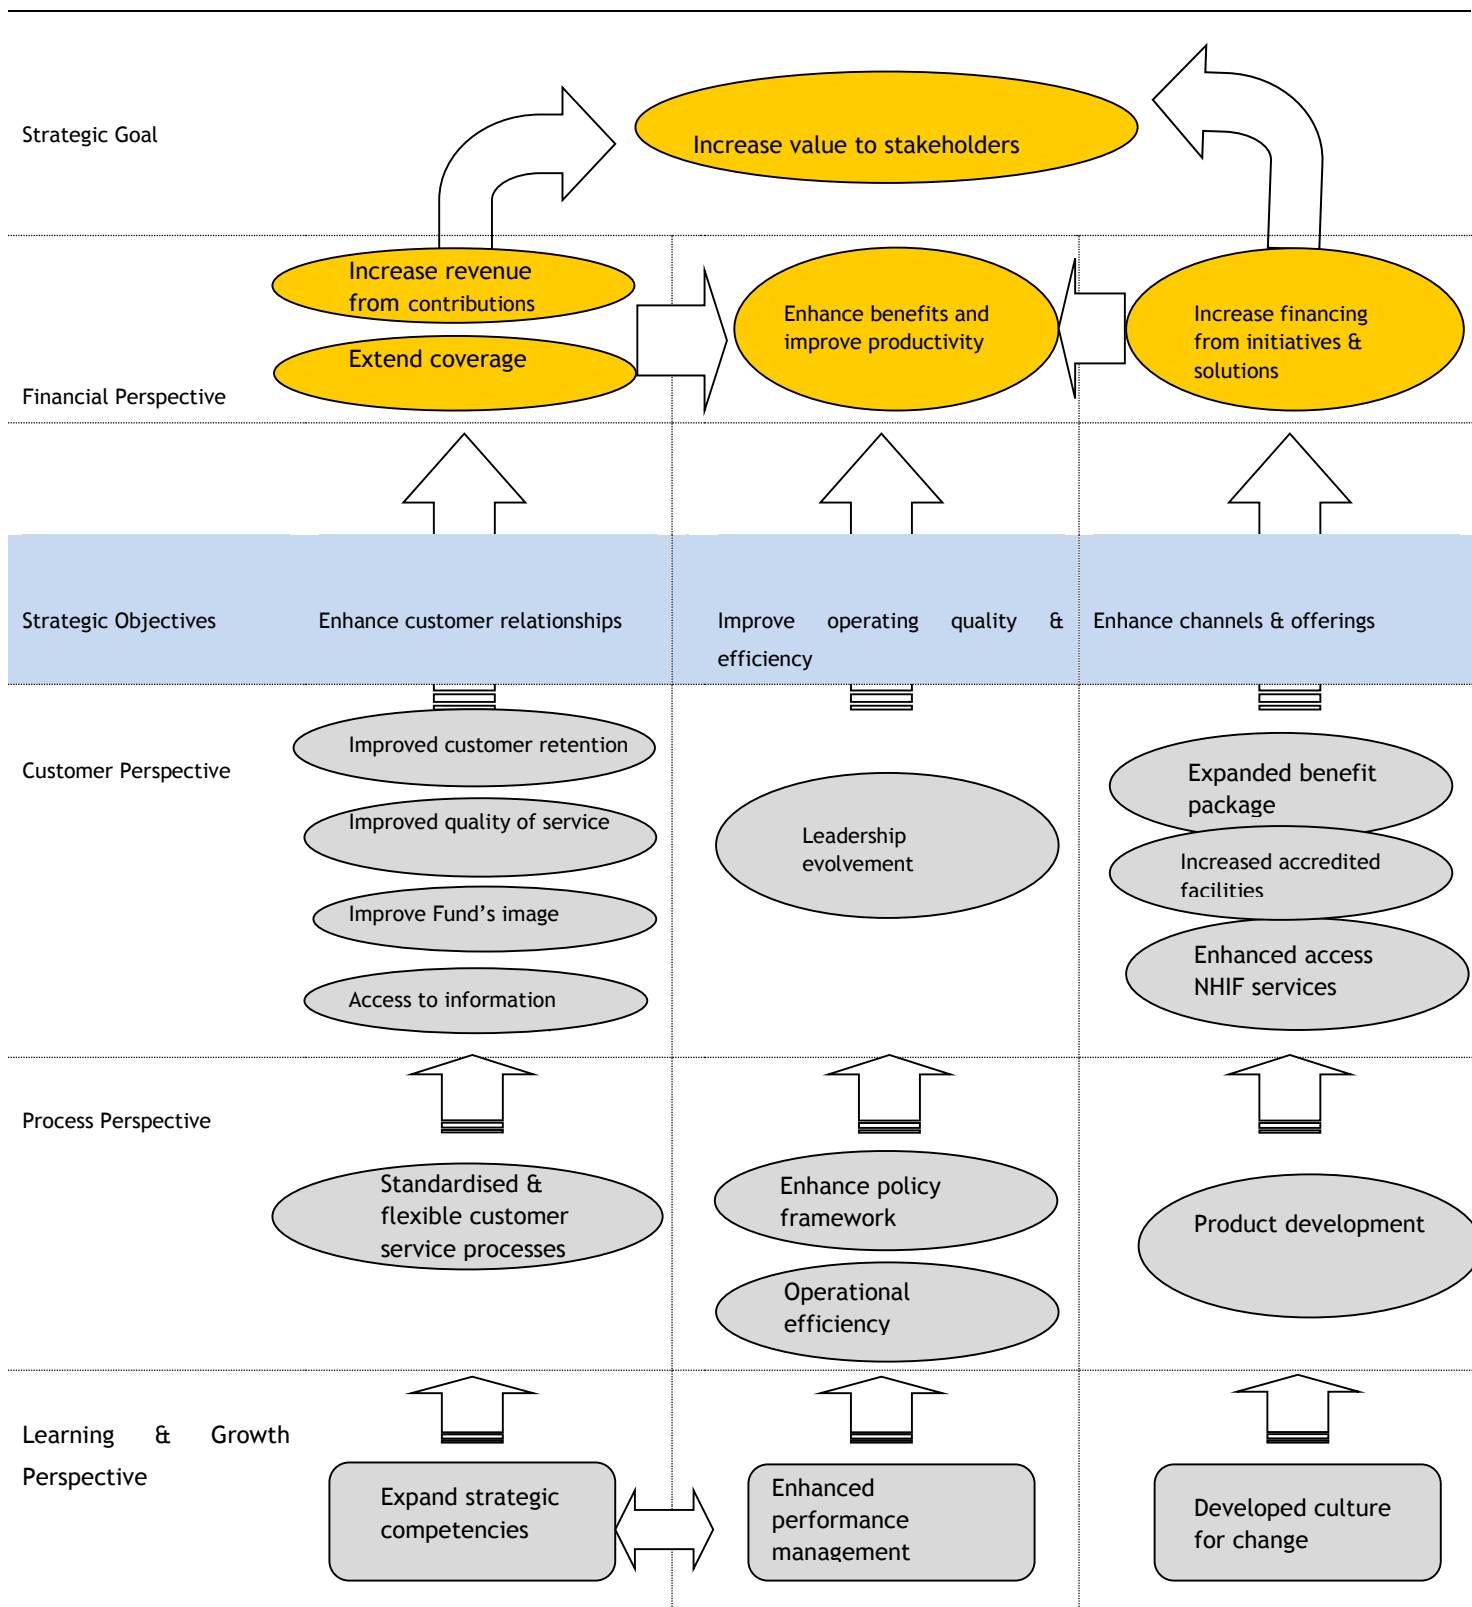 Strategic Goal
Increase value to stakeholders
Increase revenue
from contributions
Extend coverage
Enhance benefits and
improve productivity
Increase financing
from initiatives &
solutions
Financial Perspective
Strategic Objectives
Enhance customer relationships
Improve operating quality &
efficiency
Enhance channels & offerings
Customer Perspective
Improved customer retention
Improved quality of service
Improve Fund's image
Access to information
Leadership
evolvement
Expanded benefit
package
Increased accredited
facilities
Enhanced access
NHIF services
Process Perspective
Standardised &
flexible customer
service processes
Enhance policy
framework
Operational
efficiency
Product development
Learning & Growth
Perspective
Expand strategic
competencies
Enhanced
performance
management
Developed culture
for change